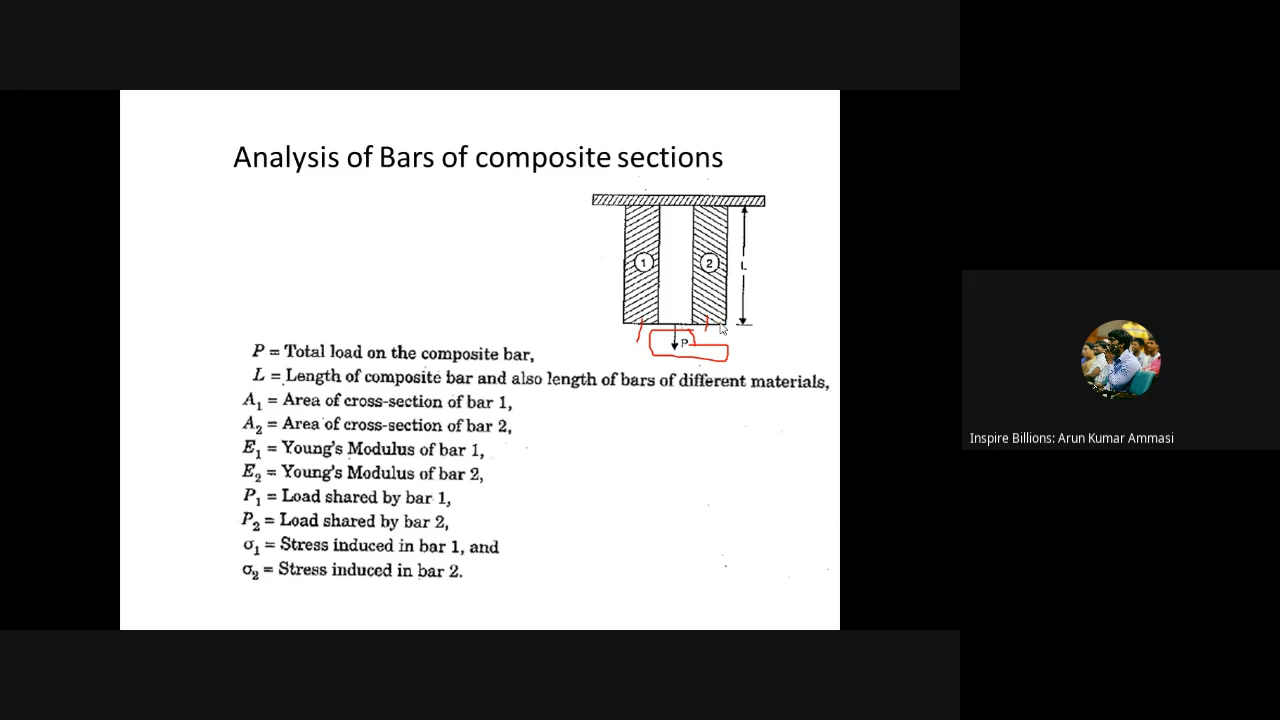 Analysis of Bars of composite sections
1
2
L
P
P = Total load on the composite bar,
L = Length of composite bar and also length of bars of different materials,
A₁ = Area of cross-section of bar 1,
A₂ = Area of cross-section of bar 2,
E₁ = Young's Modulus of bar 1,
E₂ = Young's Modulus of bar 2,
P₁ = Load shared by bar 1,
P₂ = Load shared by bar 2,
σ₁ = Stress induced in bar 1, and
σ₂ = Stress induced in bar 2.
Inspire Billions: Arun Kumar Ammasi